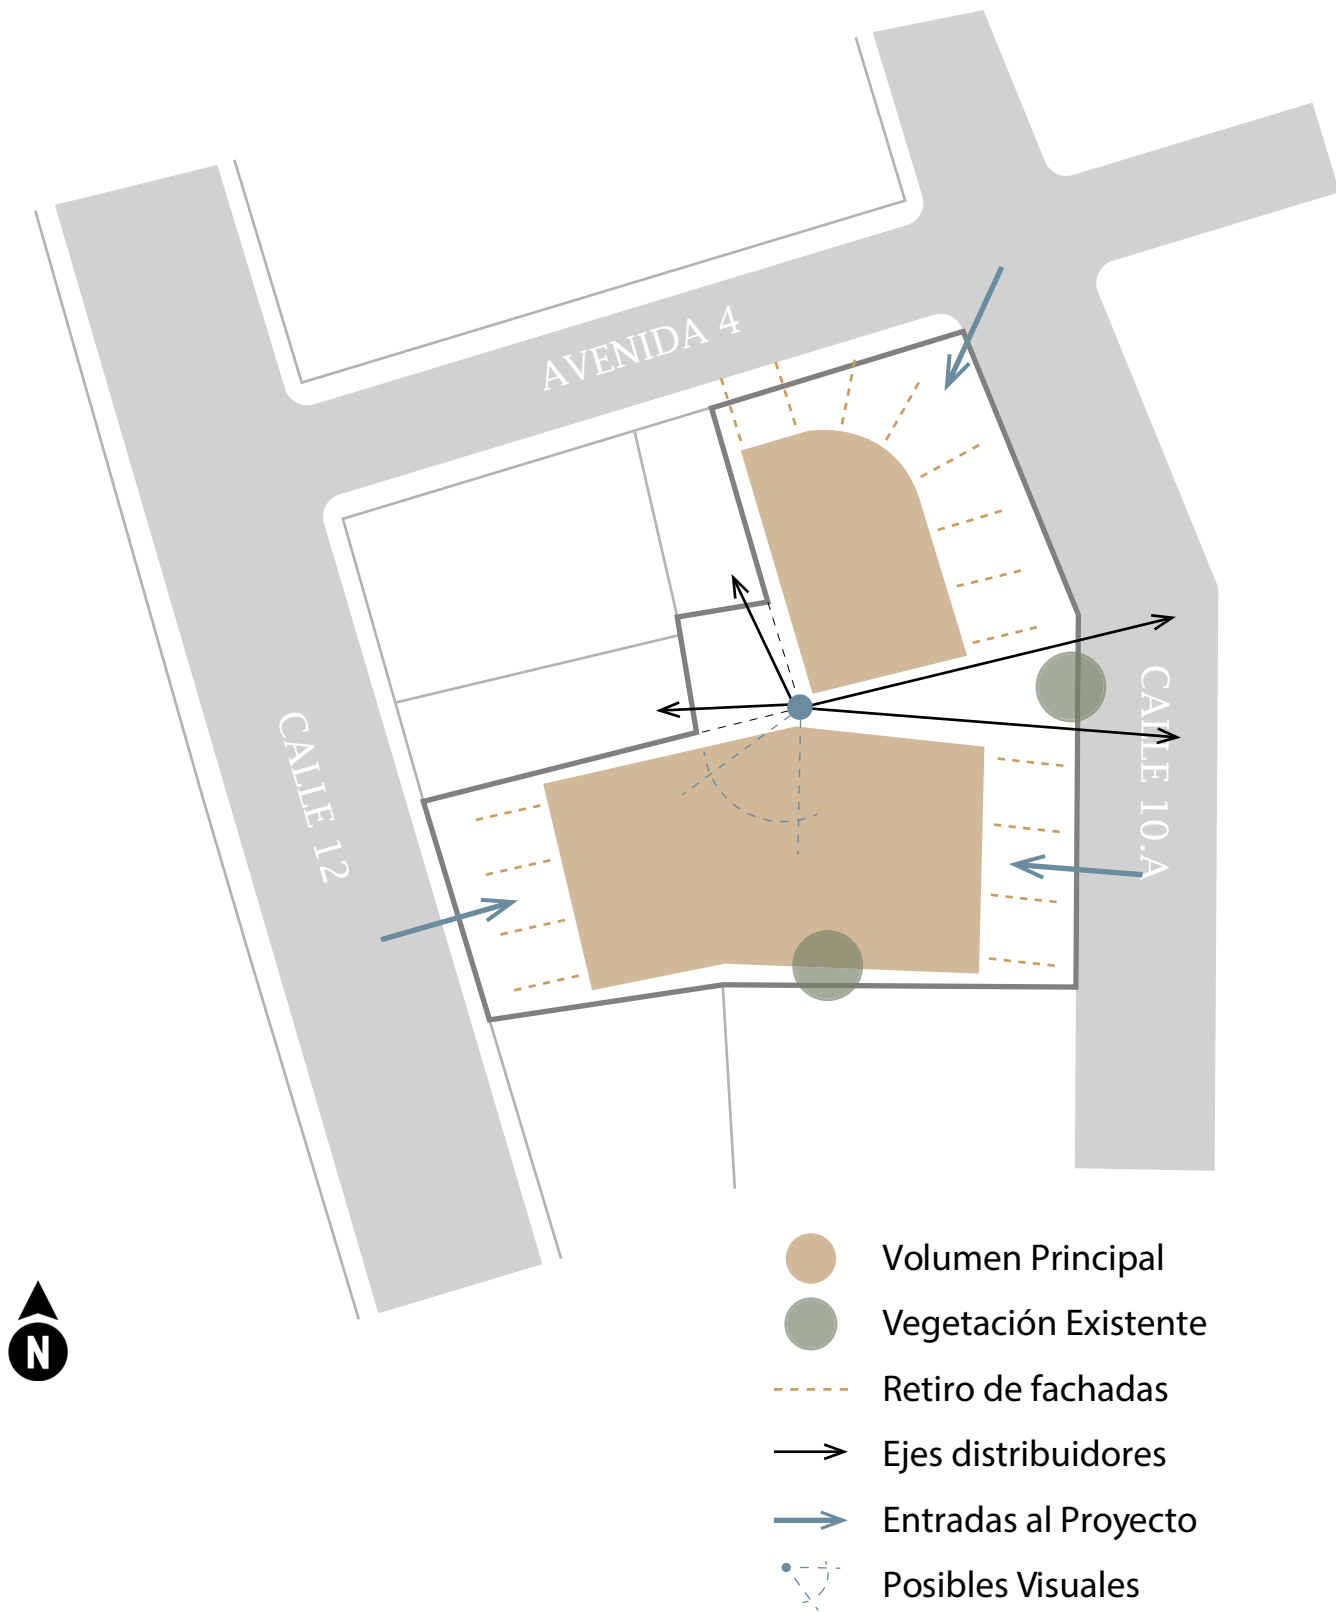 AVENIDA 4
CALLE 12
CALLE 10.A
N
Volumen Principal
Vegetación Existente
Retiro de fachadas
Ejes distribuidores
Entradas al Proyecto
Posibles Visuales